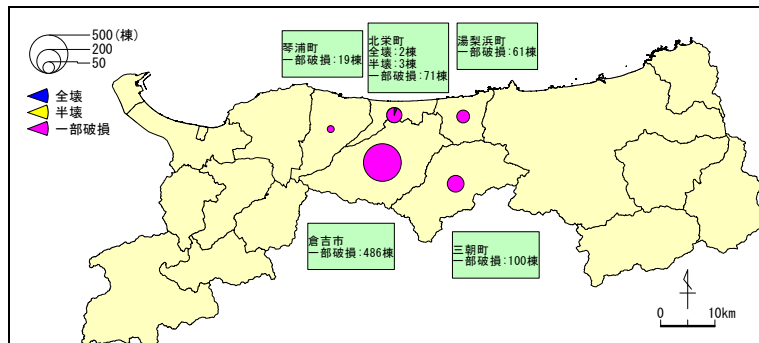 500(棟)
200
50
全壊
半壊
一部破損
琴浦町
一部破損:19棟
北栄町
全壊:2棟
半壊:3棟
一部破損:71棟
湯梨浜町
一部破損:61棟
倉吉市
一部破損:486棟
三朝町
一部破損:100棟
0
10km